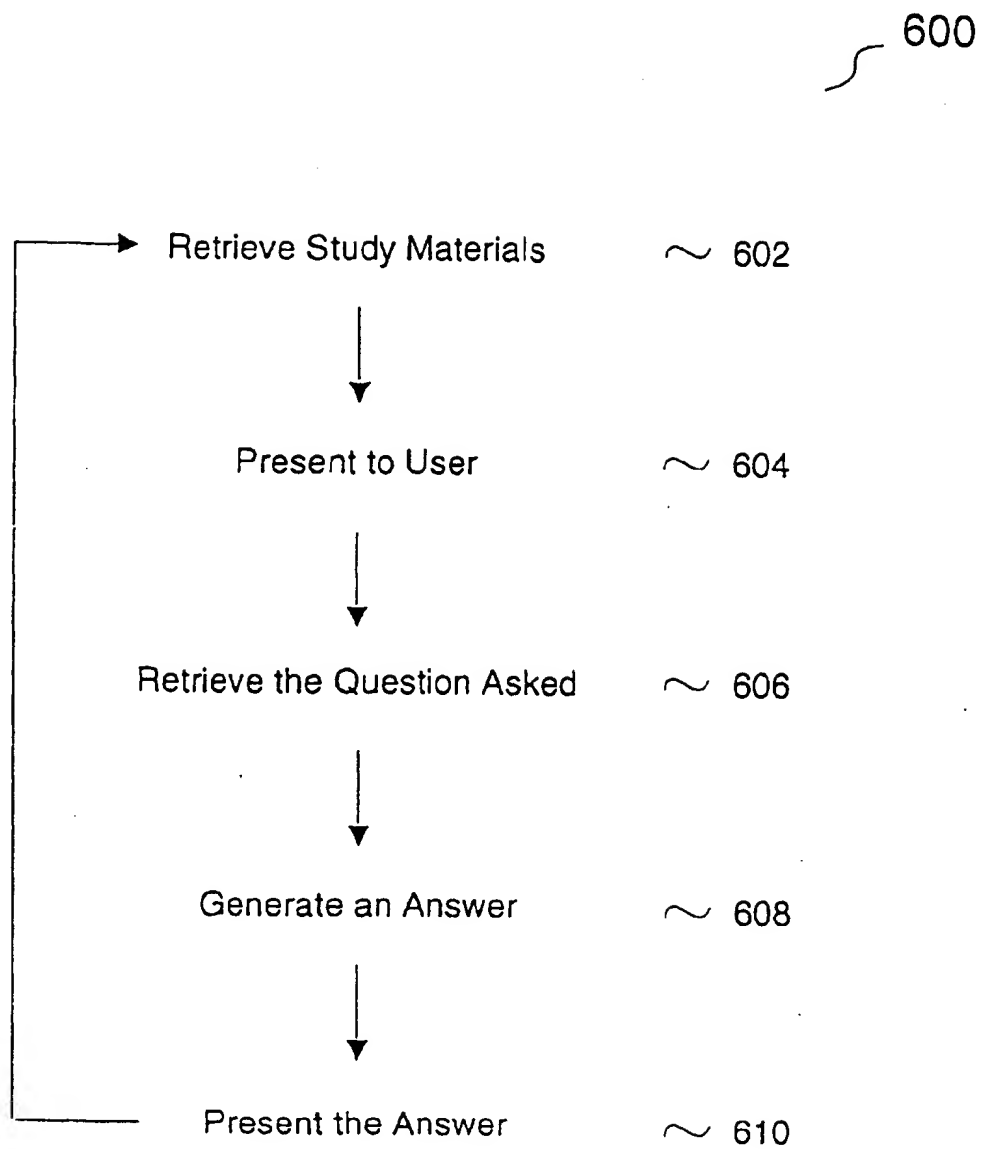 600
Retrieve Study Materials 602
Present to User 604
Retrieve the Question Asked 606
Generate an Answer 608
Present the Answer 610